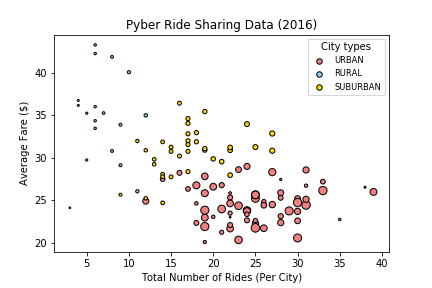 Pyber Ride Sharing Data (2016)
City types
URBAN
RURAL
SUBURBAN
40
35
30
25
20
Average Fare ($)
5 10 15 20 25 30 35 40
Total Number of Rides (Per City)